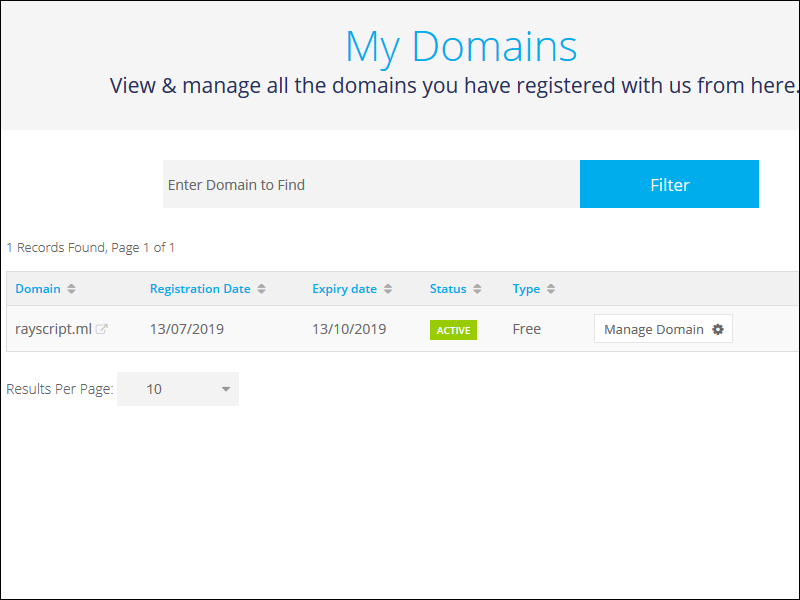 My Domains
View & manage all the domains you have registered with us from here.
Enter Domain to Find Filter
1 Records Found, Page 1 of 1
Domain Registration Date Expiry date Status Type
rayscript.ml 13/07/2019 13/10/2019 ACTIVE Free Manage Domain
Results Per Page: 10